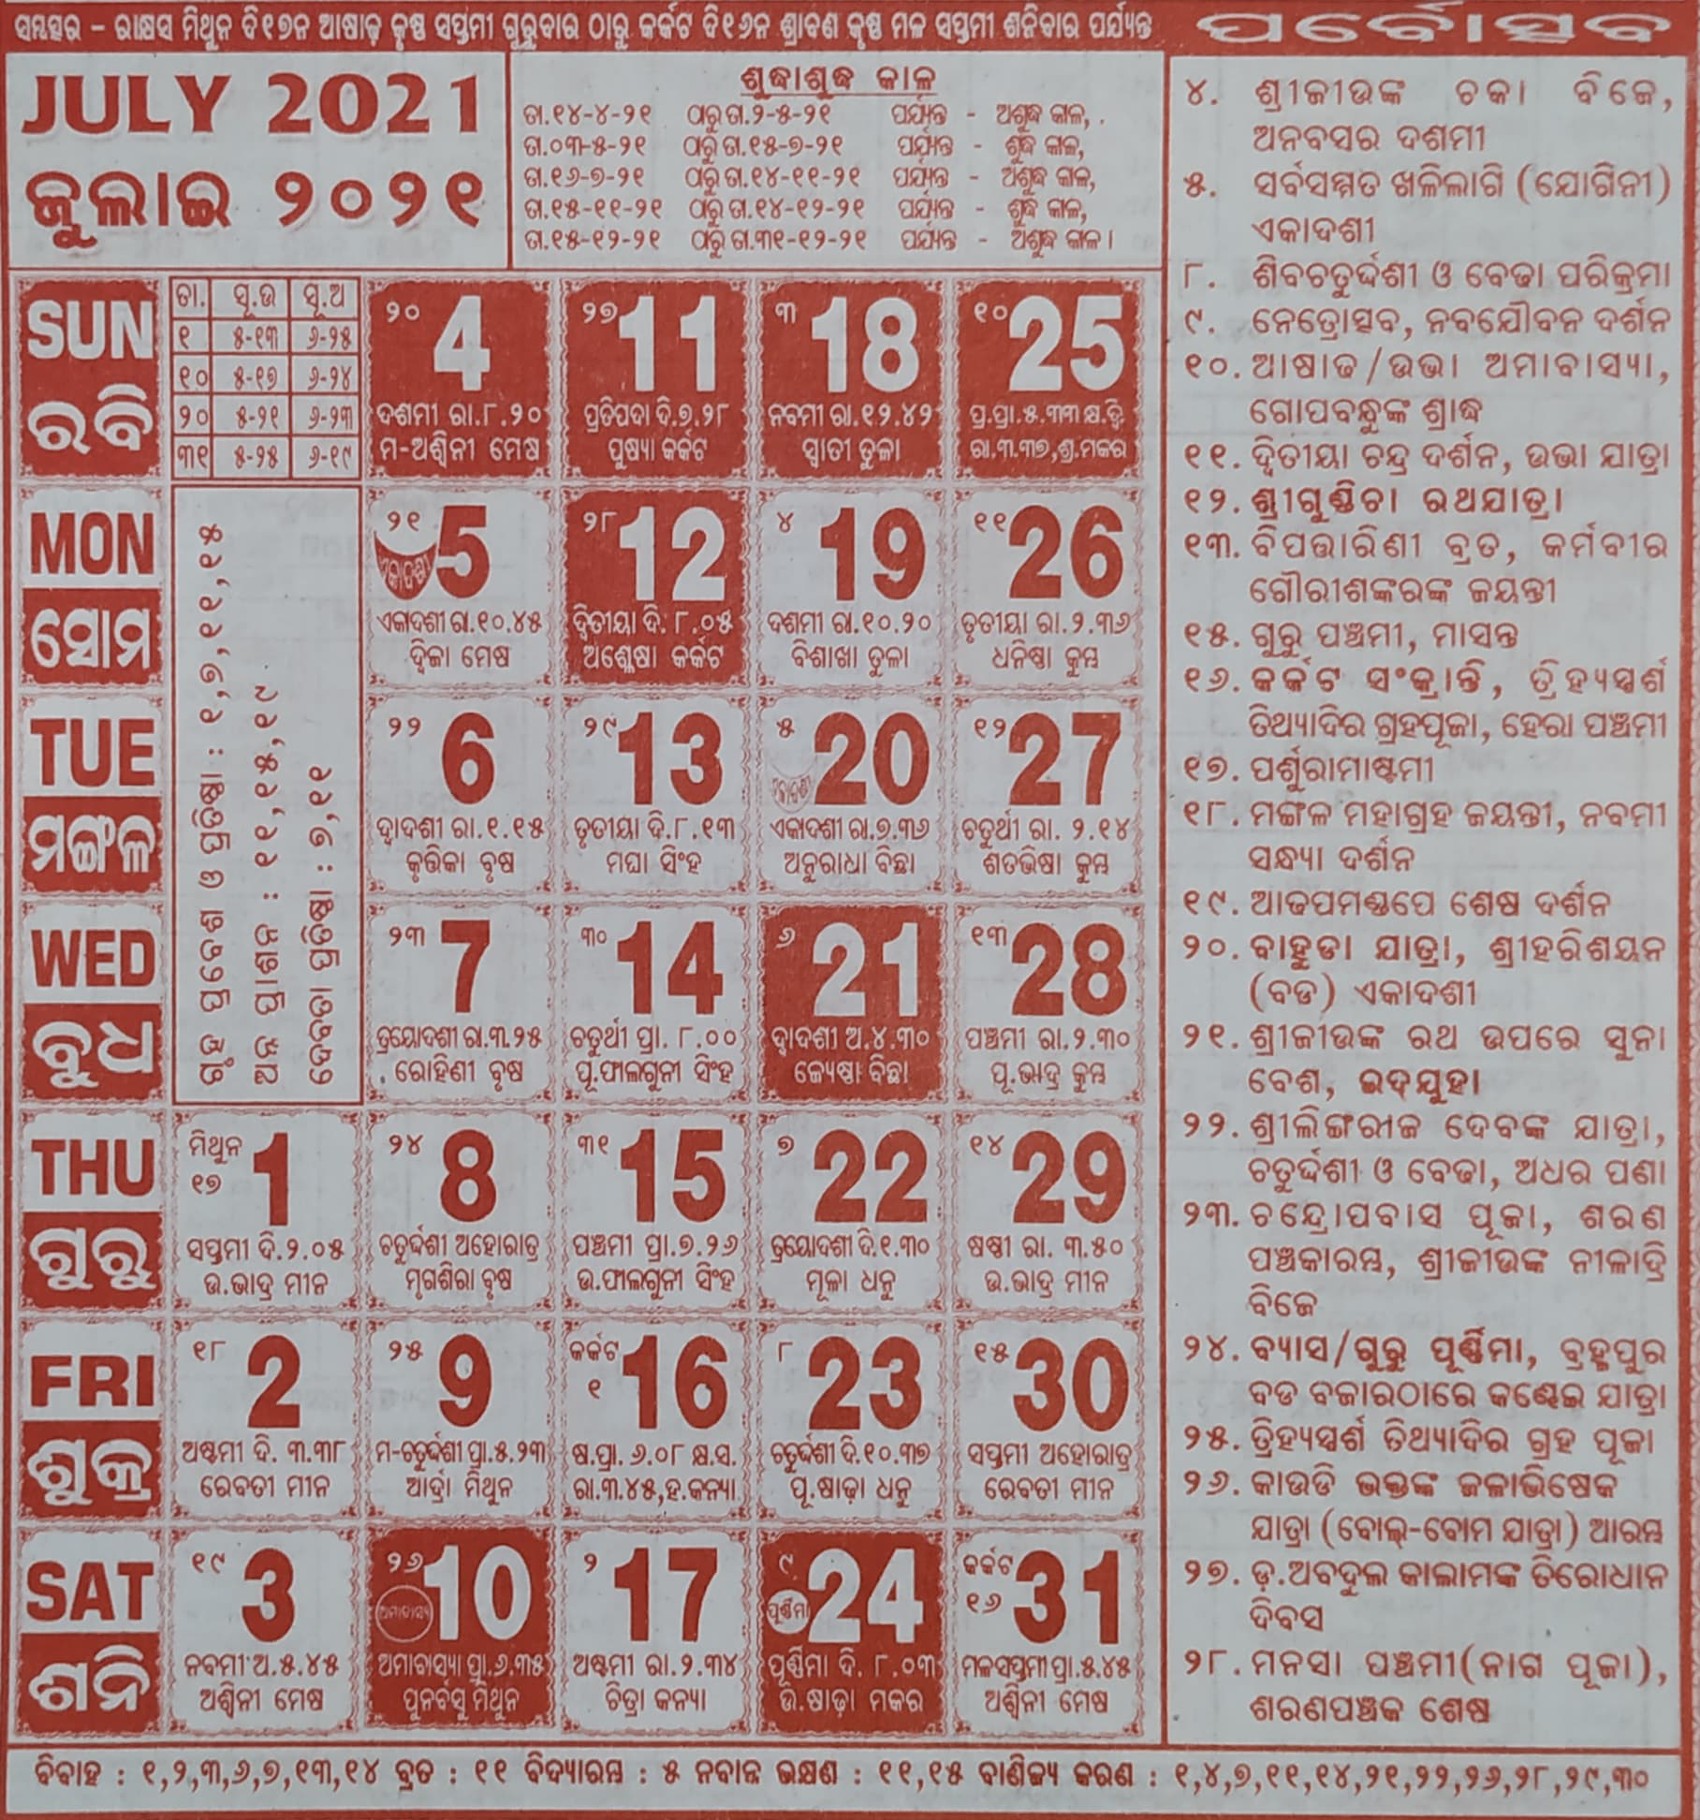 ସମ୍ଭହର - ରାକ୍ଷସ ମିଥୁନ ଦି୧୭ନ ଆଷାଢ଼ କୃଷ୍ଣ ସପ୍ତମୀ ଗୁରୁବାର ଠାରୁ କର୍କଟ ଦି୧୬ନ ଶ୍ରାବଣ କୃଷ୍ଣ ମଳ ସପ୍ତମୀ ଶନିବାର ପର୍ଯ୍ୟନ୍ତ
JULY 2021
ଜୁଲାଇ ୨୦୨୧
ଶୁଦ୍ଧାଶୁଦ୍ଧ କାଳ
ତା.୧୪-୪-୨୧ ଠାରୁ ତା.୨-୫-୨୧ ପର୍ଯ୍ୟନ୍ତ - ଅଶୁଦ୍ଧ କାଳ,
ତା.୦୩-୫-୨୧ ଠାରୁ ତା.୧୫-୭-୨୧ ପର୍ଯ୍ୟନ୍ତ - ଶୁଦ୍ଧ କାଳ,
ତା.୧୬-୭-୨୧ ଠାରୁ ତା.୧୪-୧୧-୨୧ ପର୍ଯ୍ୟନ୍ତ - ଅଶୁଦ୍ଧ କାଳ,
ତା.୧୫-୧୧-୨୧ ଠାରୁ ତା.୧୪-୧୨-୨୧ ପର୍ଯ୍ୟନ୍ତ - ଶୁଦ୍ଧ କାଳ,
ତା.୧୫-୧୨-୨୧ ଠାରୁ ତା.୩୧-୧୨-୨୧ ପର୍ଯ୍ୟନ୍ତ - ଅଶୁଦ୍ଧ କାଳ ।
SUN
ରବି
ତା. ସୂ.ଉ ସୂ.ଅ
୧ ୫-୧୩ ୬-୨୫
୧୦ ୫-୧୭ ୬-୨୪
୨୦ ୫-୨୧ ୬-୨୩
୩୧ ୫-୨୫ ୬-୧୯
୨୦ 4
ଦଶମୀ ରା.୮.୨୦
ମ-ଅଶ୍ୱିନୀ ମେଷ
୨୭ 11
ପ୍ରତିପଦା ଦି.୭.୨୮
ପୁଷ୍ୟା କର୍କଟ
୩ 18
ନବମୀ ରା.୧୨.୪୨
ସ୍ୱାତୀ ତୁଳା
୧୦ 25
ପ୍ର.ପ୍ରା.୫.୩୩ କ୍ଷ.ଦ୍ୱି.
ରା.୩.୩୭,ଶ୍ର.ମକର
MON
ସୋମ
ଗୃହ ପ୍ରବେଶ ଓ ପ୍ରତିଷ୍ଠା : ୧,୭,୧୧,୧୫
ଅନ୍ନ ପ୍ରାଶନ : ୧୧,୧୫,୧୯
ଦେବତା ପ୍ରତିଷ୍ଠା : ୭,୧୧
୨୧ 5
ଏକାଦଶୀ
ଏକାଦଶୀ ରା.୧୦.୪୫
ଦ୍ୱିଜା ମେଷ
୨୮ 12
ଦ୍ୱିତୀୟା ଦି. ୮.୦୫
ଅଶ୍ଳେଷା କର୍କଟ
୪ 19
ଦଶମୀ ରା.୧୦.୨୦
ବିଶାଖା ତୁଳା
୧୧ 26
ତୃତୀୟା ରା.୨.୩୬
ଧନିଷ୍ଠା କୁମ୍ଭ
TUE
ମଙ୍ଗଳ
୨୨ 6
ଦ୍ୱାଦଶୀ ରା.୧.୧୫
କୃତ୍ତିକା ବୃଷ
୨୯ 13
ତୃତୀୟା ଦି.୮.୧୩
ମଘା ସିଂହ
୫ 20
ଏକାଦଶୀ
ଏକାଦଶୀ ରା.୭.୩୬
ଅନୁରାଧା ବିଛା
୧୨ 27
ଚତୁର୍ଥୀ ରା. ୨.୧୪
ଶତଭିଷା କୁମ୍ଭ
WED
ବୁଧ
୨୩ 7
ତ୍ରୟୋଦଶୀ ରା.୩.୨୫
ରୋହିଣୀ ବୃଷ
୩୦ 14
ଚତୁର୍ଥୀ ପ୍ରା. ୮.୦୦
ପୂ.ଫାଲଗୁନୀ ସିଂହ
୬ 21
ଦ୍ୱାଦଶୀ ଅ.୪.୩୦
ଜ୍ୟେଷ୍ଠା ବିଛା
୧୩ 28
ପଞ୍ଚମୀ ରା.୨.୩୦
ପୂ.ଭାଦ୍ର କୁମ୍ଭ
THU
ଗୁରୁ
ମିଥୁନ ୧୭ 1
ସପ୍ତମୀ ଦି.୨.୦୫
ଉ.ଭାଦ୍ର ମୀନ
୨୪ 8
ଚତୁର୍ଦ୍ଦଶୀ ଅହୋରାତ୍ର
ମୃଗଶିରା ବୃଷ
୩୧ 15
ପଞ୍ଚମୀ ପ୍ରା.୭.୨୬
ଉ.ଫାଲଗୁନୀ ସିଂହ
୭ 22
ତ୍ରୟୋଦଶୀ ଦି.୧.୩୦
ମୂଳା ଧନୁ
୧୪ 29
ଷଷ୍ଠୀ ରା. ୩.୫୦
ଉ.ଭାଦ୍ର ମୀନ
FRI
ଶୁକ୍ର
୧୮ 2
ଅଷ୍ଟମୀ ଦି. ୩.୩୮
ରେବତୀ ମୀନ
୨୫ 9
ମ-ଚତୁର୍ଦ୍ଦଶୀ ପ୍ରା.୫.୨୩
ଆର୍ଦ୍ରା ମିଥୁନ
କର୍କଟ ୧ 16
ଷ.ପ୍ରା. ୬.୦୮ କ୍ଷ.ସ.
ରା.୩.୪୫,ହ.କନ୍ୟା
୮ 23
ଚତୁର୍ଦ୍ଦଶୀ ଦି.୧୦.୩୭
ପୂ.ଷାଢ଼ା ଧନୁ
୧୫ 30
ସପ୍ତମୀ ଅହୋରାତ୍ର
ରେବତୀ ମୀନ
SAT
ଶନି
୧୯ 3
ନବମୀ ଅ.୫.୪୫
ଅଶ୍ୱିନୀ ମେଷ
୨୬ 10
ଅମାବାସ୍ୟା
ଅମାବାସ୍ୟା ପ୍ରା.୬.୩୫
ପୁନର୍ବସୁ ମିଥୁନ
୨ 17
ଅଷ୍ଟମୀ ରା.୨.୩୪
ଚିତ୍ରା କନ୍ୟା
୯ 24
ପୂର୍ଣ୍ଣିମା
ପୂର୍ଣ୍ଣିମା ଦି. ୮.୦୩
ଉ.ଷାଢ଼ା ମକର
କର୍କଟ ୧୬ 31
ମଳସପ୍ତମୀ ପ୍ରା.୫.୪୫
ଅଶ୍ୱିନୀ ମେଷ
ପର୍ବୋତ୍ସବ
୪. ଶ୍ରୀଜୀଉଙ୍କ ଚକା ବିଜେ,
ଅନବସର ଦଶମୀ
୫. ସର୍ବସମ୍ମତ ଖଳିଲାଗି (ଯୋଗିନୀ)
ଏକାଦଶୀ
୮. ଶିବଚତୁର୍ଦ୍ଦଶୀ ଓ ବେଢା ପରିକ୍ରମା
୯. ନେତ୍ରୋତ୍ସବ, ନବଯୌବନ ଦର୍ଶନ
୧୦. ଆଷାଢ/ଉଭା ଅମାବାସ୍ୟା,
ଗୋପବନ୍ଧୁଙ୍କ ଶ୍ରାଦ୍ଧ
୧୧. ଦ୍ୱିତୀୟା ଚନ୍ଦ୍ର ଦର୍ଶନ, ଉଭା ଯାତ୍ରା
୧୨. ଶ୍ରୀଗୁଣ୍ଡିଚା ରଥଯାତ୍ରା
୧୩. ବିପତ୍ତାରିଣୀ ବ୍ରତ, କର୍ମବୀର
ଗୌରୀଶଙ୍କରଙ୍କ ଜୟନ୍ତୀ
୧୫. ଗୁରୁ ପଞ୍ଚମୀ, ମାସାନ୍ତ
୧୬. କର୍କଟ ସଂକ୍ରାନ୍ତି, ତ୍ରିହ୍ୟସ୍ପର୍ଶ
ତିଥ୍ୟାଦିର ଗ୍ରହପୂଜା, ହେରା ପଞ୍ଚମୀ
୧୭. ପର୍ଶୁରାମାଷ୍ଟମୀ
୧୮. ମଙ୍ଗଳ ମହାଗ୍ରହ ଜୟନ୍ତୀ, ନବମୀ
ସନ୍ଧ୍ୟା ଦର୍ଶନ
୧୯. ଆଢପମଣ୍ଡପେ ଶେଷ ଦର୍ଶନ
୨୦. ବାହୁଡା ଯାତ୍ରା, ଶ୍ରୀହରିଶୟନ
(ବଡ) ଏକାଦଶୀ
୨୧. ଶ୍ରୀଜୀଉଙ୍କ ରଥ ଉପରେ ସୁନା
ବେଶ, ଇଦ୍‌ଯୁହା
୨୨. ଶ୍ରୀଲିଙ୍ଗରାଜ ଦେବଙ୍କ ଯାତ୍ରା,
ଚତୁର୍ଦ୍ଦଶୀ ଓ ବେଢା, ଅଧର ପଣା
୨୩. ଚନ୍ଦ୍ରୋପବାସ ପୂଜା, ଶରଣ
ପଞ୍ଚକାରମ୍ଭ, ଶ୍ରୀଜୀଉଙ୍କ ନୀଳାଦ୍ରି
ବିଜେ
୨୪. ବ୍ୟାସ/ଗୁରୁ ପୂର୍ଣ୍ଣିମା, ବ୍ରହ୍ମପୁର
ବଡ ବଜାରଠାରେ କଣ୍ଢେଇ ଯାତ୍ରା
୨୫. ତ୍ରିହ୍ୟସ୍ପର୍ଶ ତିଥ୍ୟାଦିର ଗ୍ରହ ପୂଜା
୨୬. କାଉଡି ଭକ୍ତଙ୍କ ଜଳାଭିଷେକ
ଯାତ୍ରା (ବୋଲ୍-ବୋମ ଯାତ୍ରା) ଆରମ୍ଭ
୨୭. ଡ଼.ଅବଦୁଲ କାଲାମଙ୍କ ତିରୋଧାନ
ଦିବସ
୨୮. ମନସା ପଞ୍ଚମୀ(ନାଗ ପୂଜା),
ଶରଣପଞ୍ଚକ ଶେଷ
ବିବାହ : ୧,୨,୩,୬,୭,୧୩,୧୪ ବ୍ରତ : ୧୧ ବିଦ୍ୟାରମ୍ଭ : ୫ ନବାନ୍ନ ଭକ୍ଷଣ : ୧୧,୧୫ ବାଣିଜ୍ୟ କରଣ : ୧,୪,୭,୧୧,୧୪,୨୧,୨୨,୨୬,୨୮,୨୯,୩୦